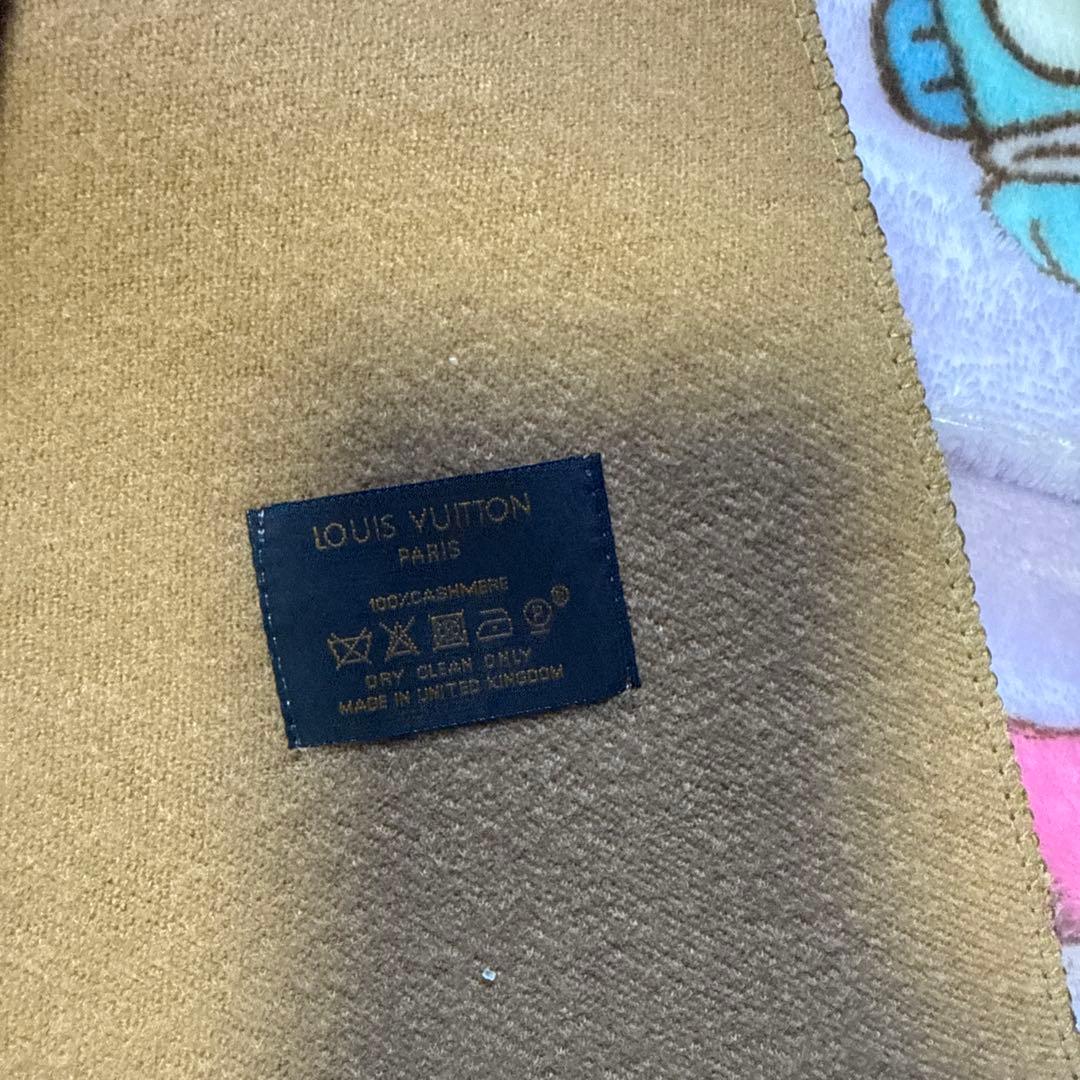 LOUIS VUITTON
PARIS
100%CASHMERE
P
DRY CLEAN ONLY
MADE IN UNITED KINGDOM